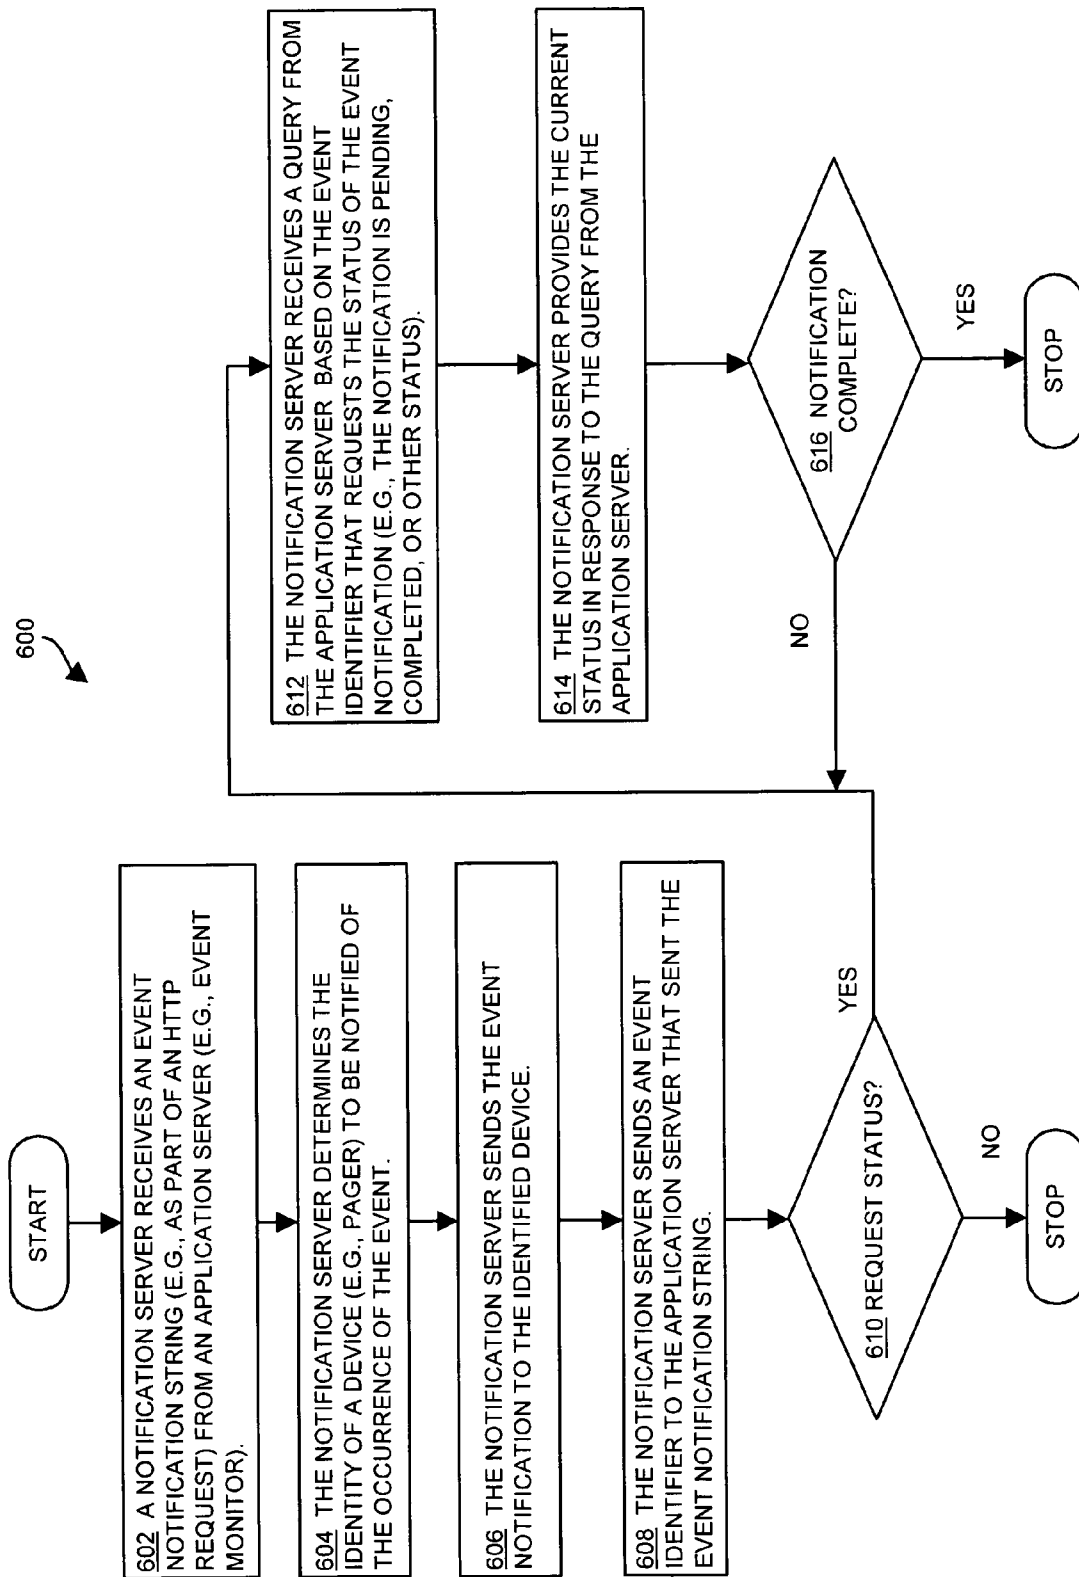 600
START
602 A NOTIFICATION SERVER RECEIVES AN EVENT
NOTIFICATION STRING (E.G., AS PART OF AN HTTP
REQUEST) FROM AN APPLICATION SERVER (E.G., EVENT
MONITOR).
604 THE NOTIFICATION SERVER DETERMINES THE
IDENTITY OF A DEVICE (E.G., PAGER) TO BE NOTIFIED OF
THE OCCURRENCE OF THE EVENT.
606 THE NOTIFICATION SERVER SENDS THE EVENT
NOTIFICATION TO THE IDENTIFIED DEVICE.
608 THE NOTIFICATION SERVER SENDS AN EVENT
IDENTIFIER TO THE APPLICATION SERVER THAT SENT THE
EVENT NOTIFICATION STRING.
610 REQUEST STATUS?
YES
NO
STOP
612 THE NOTIFICATION SERVER RECEIVES A QUERY FROM
THE APPLICATION SERVER BASED ON THE EVENT
IDENTIFIER THAT REQUESTS THE STATUS OF THE EVENT
NOTIFICATION (E.G., THE NOTIFICATION IS PENDING,
COMPLETED, OR OTHER STATUS).
614 THE NOTIFICATION SERVER PROVIDES THE CURRENT
STATUS IN RESPONSE TO THE QUERY FROM THE
APPLICATION SERVER.
616 NOTIFICATION
COMPLETE?
NO
YES
STOP